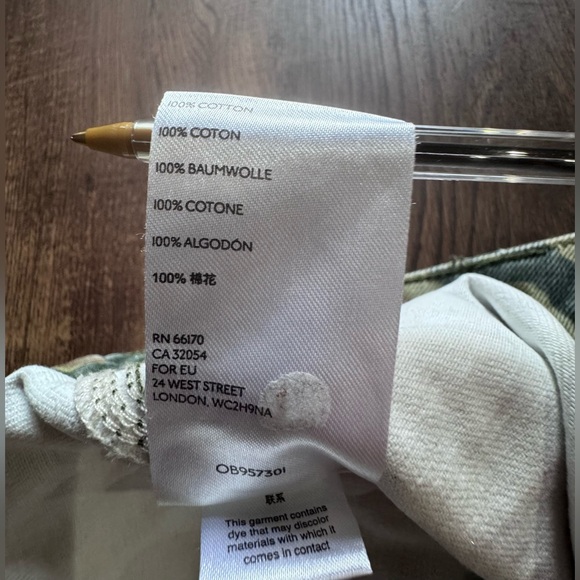 100% COTTON
100% COTON
100% BAUMWOLLE
100% COTONE
100% ALGODÓN
100% 棉花
RN 66170
CA 32054
FOR EU
24 WEST STREET
LONDON, WC2H9NA
OB957301
联系
This garment contains
dye that may discolor
materials with which it
comes in contact